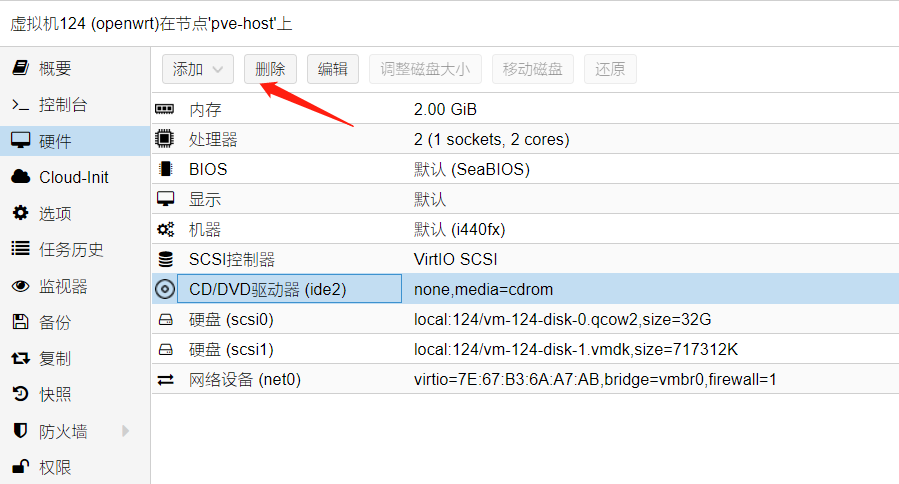 虚拟机124 (openwrt)在节点'pve-host'上
概要
控制台
硬件
Cloud-Init
选项
任务历史
监视器
备份
复制
快照
防火墙
权限
添加 删除 编辑 调整磁盘大小 移动磁盘 还原
内存 2.00 GiB
处理器 2 (1 sockets, 2 cores)
BIOS 默认 (SeaBIOS)
显示 默认
机器 默认 (i440fx)
SCSI控制器 VirtIO SCSI
CD/DVD驱动器 (ide2) none,media=cdrom
硬盘 (scsi0) local:124/vm-124-disk-0.qcow2,size=32G
硬盘 (scsi1) local:124/vm-124-disk-1.vmdk,size=717312K
网络设备 (net0) virtio=7E:67:B3:6A:A7:AB,bridge=vmbr0,firewall=1